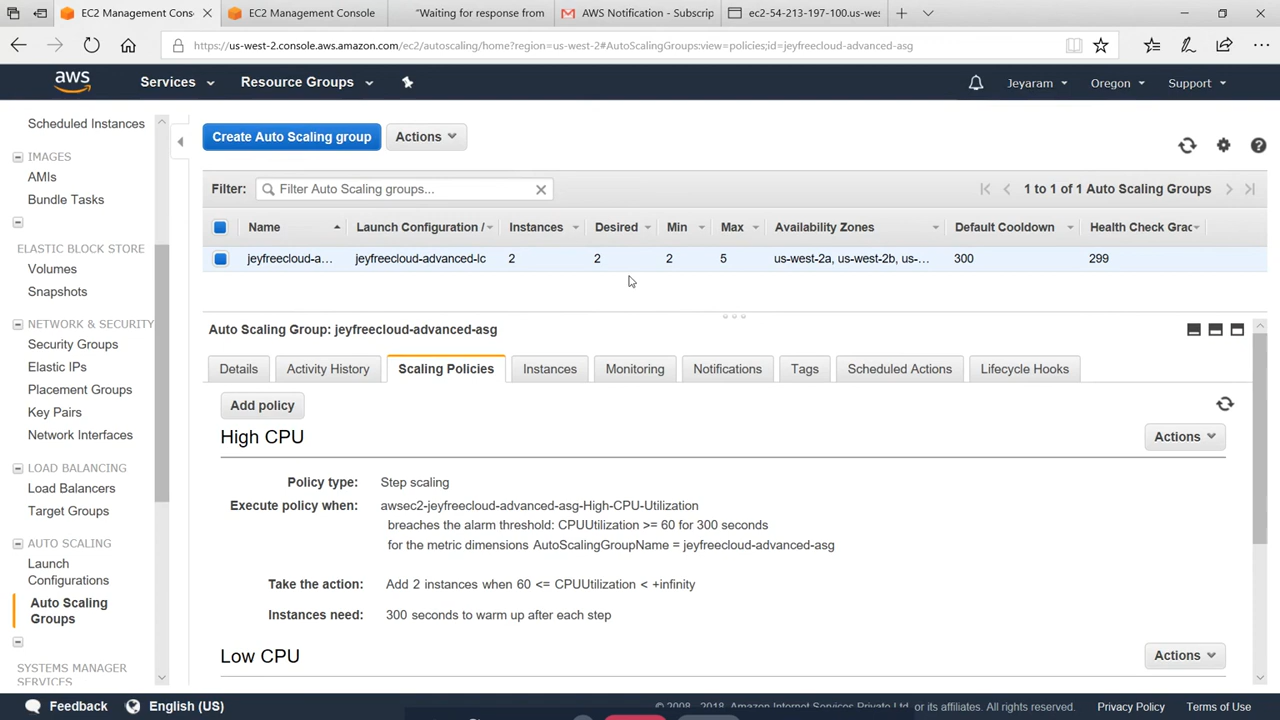 EC2 Management Cons
EC2 Management Console
"Waiting for response from
AWS Notification - Subscrip
ec2-54-213-197-100.us-wes
https://us-west-2.console.aws.amazon.com/ec2/autoscaling/home?region=us-west-2#AutoScalingGroups:view=policies;id=jeyfreecloud-advanced-asg
aws
Services
Resource Groups
Jeyaram
Oregon
Support
Scheduled Instances
IMAGES
AMIs
Bundle Tasks
ELASTIC BLOCK STORE
Volumes
Snapshots
NETWORK & SECURITY
Security Groups
Elastic IPs
Placement Groups
Key Pairs
Network Interfaces
LOAD BALANCING
Load Balancers
Target Groups
AUTO SCALING
Launch
Configurations
Auto Scaling
Groups
SYSTEMS MANAGER
SERVICES
Create Auto Scaling group
Actions
Filter:
Filter Auto Scaling groups...
1 to 1 of 1 Auto Scaling Groups
Name
Launch Configuration /
Instances
Desired
Min
Max
Availability Zones
Default Cooldown
Health Check Grac
jeyfreecloud-a...
jeyfreecloud-advanced-lc
2
2
2
5
us-west-2a, us-west-2b, us-...
300
299
Auto Scaling Group: jeyfreecloud-advanced-asg
Details
Activity History
Scaling Policies
Instances
Monitoring
Notifications
Tags
Scheduled Actions
Lifecycle Hooks
Add policy
High CPU
Actions
Policy type: Step scaling
Execute policy when: awsec2-jeyfreecloud-advanced-asg-High-CPU-Utilization
breaches the alarm threshold: CPUUtilization >= 60 for 300 seconds
for the metric dimensions AutoScalingGroupName = jeyfreecloud-advanced-asg
Take the action: Add 2 instances when 60 <= CPUUtilization < +infinity
Instances need: 300 seconds to warm up after each step
Low CPU
Actions
Feedback
English (US)
© 2008 - 2018, Amazon Internet Services Private Ltd. or its affiliates. All rights reserved.
Privacy Policy
Terms of Use